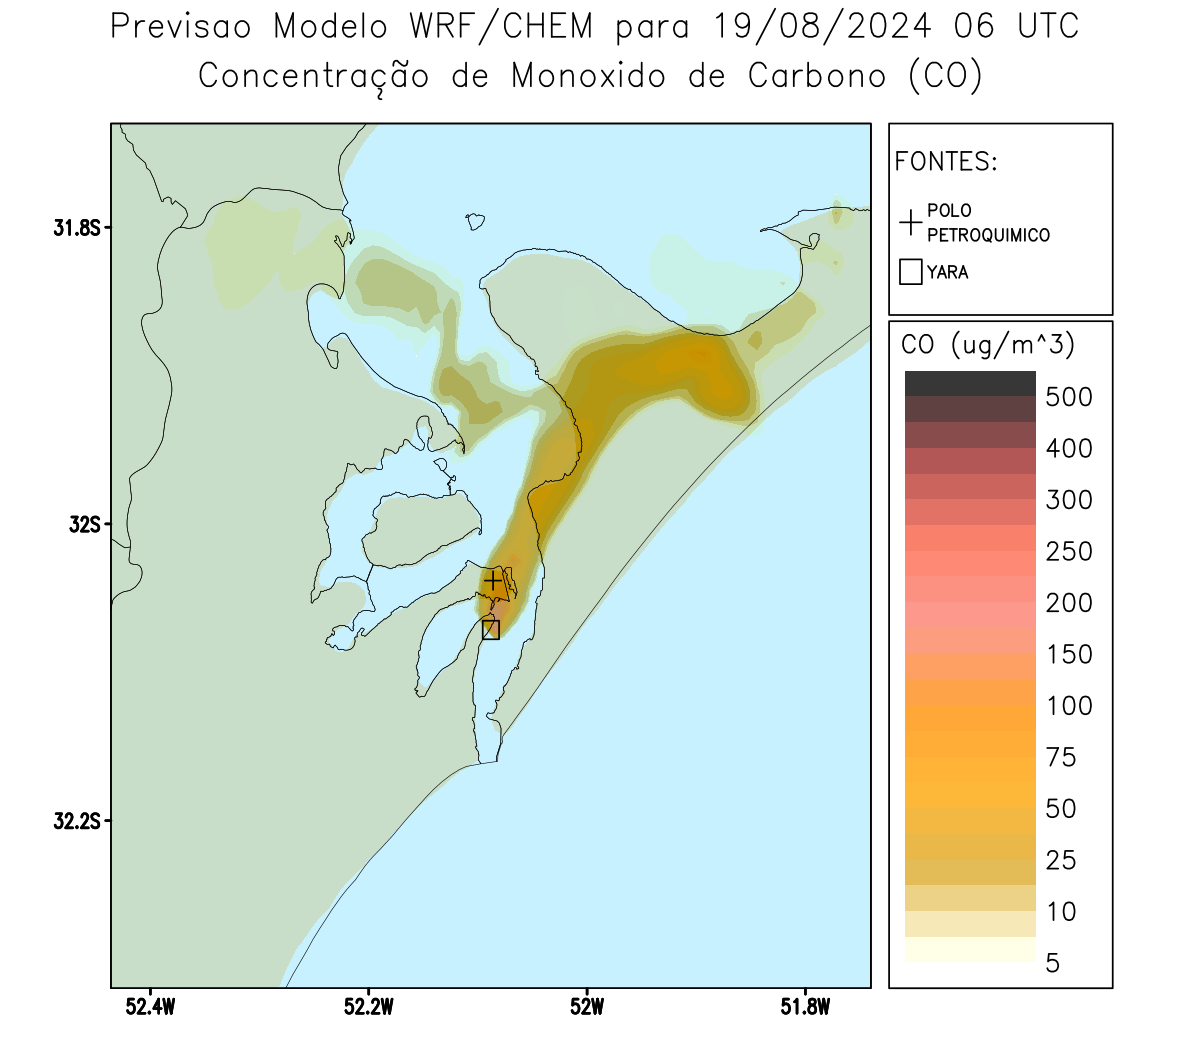 Previsao Modelo WRF/CHEM para 19/08/2024 06 UTC
Concentração de Monoxido de Carbono (CO)
FONTES:
POLO
PETROQUIMICO
YARA
CO (ug/m^3)
500
400
300
250
200
150
100
75
50
25
10
5
31.8S
32S
32.2S
52.4W
52.2W
52W
51.8W